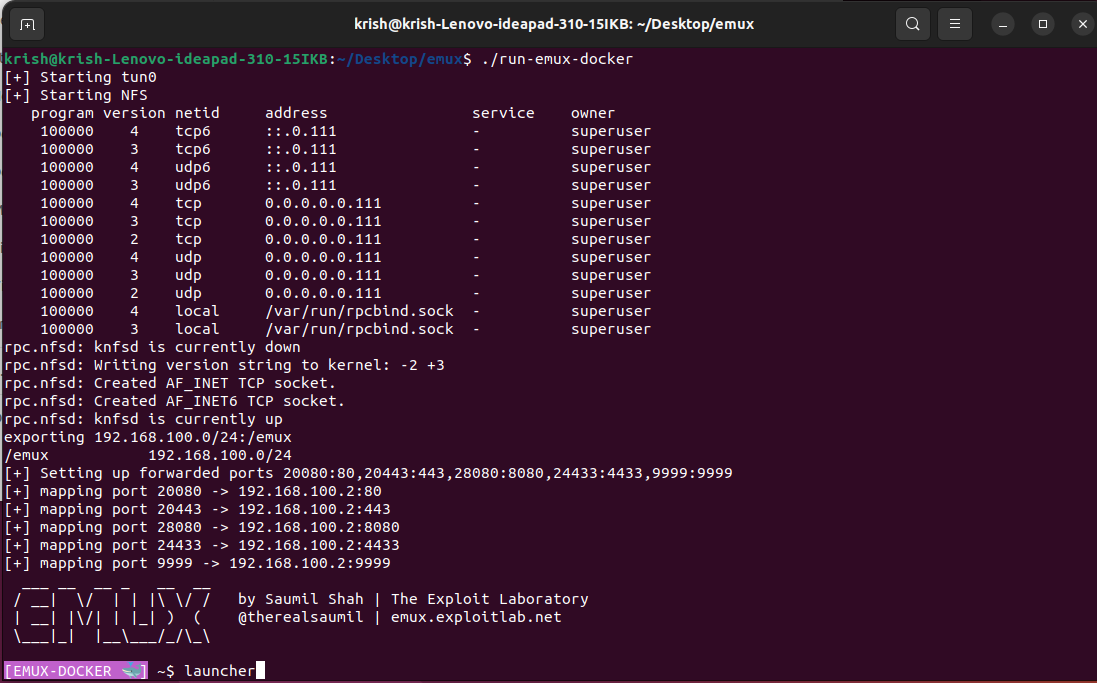 krish@krish-Lenovo-ideapad-310-15IKB: ~/Desktop/emux
krish@krish-Lenovo-ideapad-310-15IKB:~/Desktop/emux$ ./run-emux-docker
[+] Starting tun0
[+] Starting NFS
   program version netid     address                service    owner
    100000    4    tcp6      ::.0.111               -          superuser
    100000    3    tcp6      ::.0.111               -          superuser
    100000    4    udp6      ::.0.111               -          superuser
    100000    3    udp6      ::.0.111               -          superuser
    100000    4    tcp       0.0.0.0.0.111          -          superuser
    100000    3    tcp       0.0.0.0.0.111          -          superuser
    100000    2    tcp       0.0.0.0.0.111          -          superuser
    100000    4    udp       0.0.0.0.0.111          -          superuser
    100000    3    udp       0.0.0.0.0.111          -          superuser
    100000    2    udp       0.0.0.0.0.111          -          superuser
    100000    4    local     /var/run/rpcbind.sock  -          superuser
    100000    3    local     /var/run/rpcbind.sock  -          superuser
rpc.nfsd: knfsd is currently down
rpc.nfsd: Writing version string to kernel: -2 +3
rpc.nfsd: Created AF_INET TCP socket.
rpc.nfsd: Created AF_INET6 TCP socket.
rpc.nfsd: knfsd is currently up
exporting 192.168.100.0/24:/emux
/emux           192.168.100.0/24
[+] Setting up forwarded ports 20080:80,20443:443,28080:8080,24433:4433,9999:9999
[+] mapping port 20080 -> 192.168.100.2:80
[+] mapping port 20443 -> 192.168.100.2:443
[+] mapping port 28080 -> 192.168.100.2:8080
[+] mapping port 24433 -> 192.168.100.2:4433
[+] mapping port 9999 -> 192.168.100.2:9999
EMUX
by Saumil Shah | The Exploit Laboratory
@therealsaumil | emux.exploitlab.net
[EMUX-DOCKER 🐳] ~$ launcher